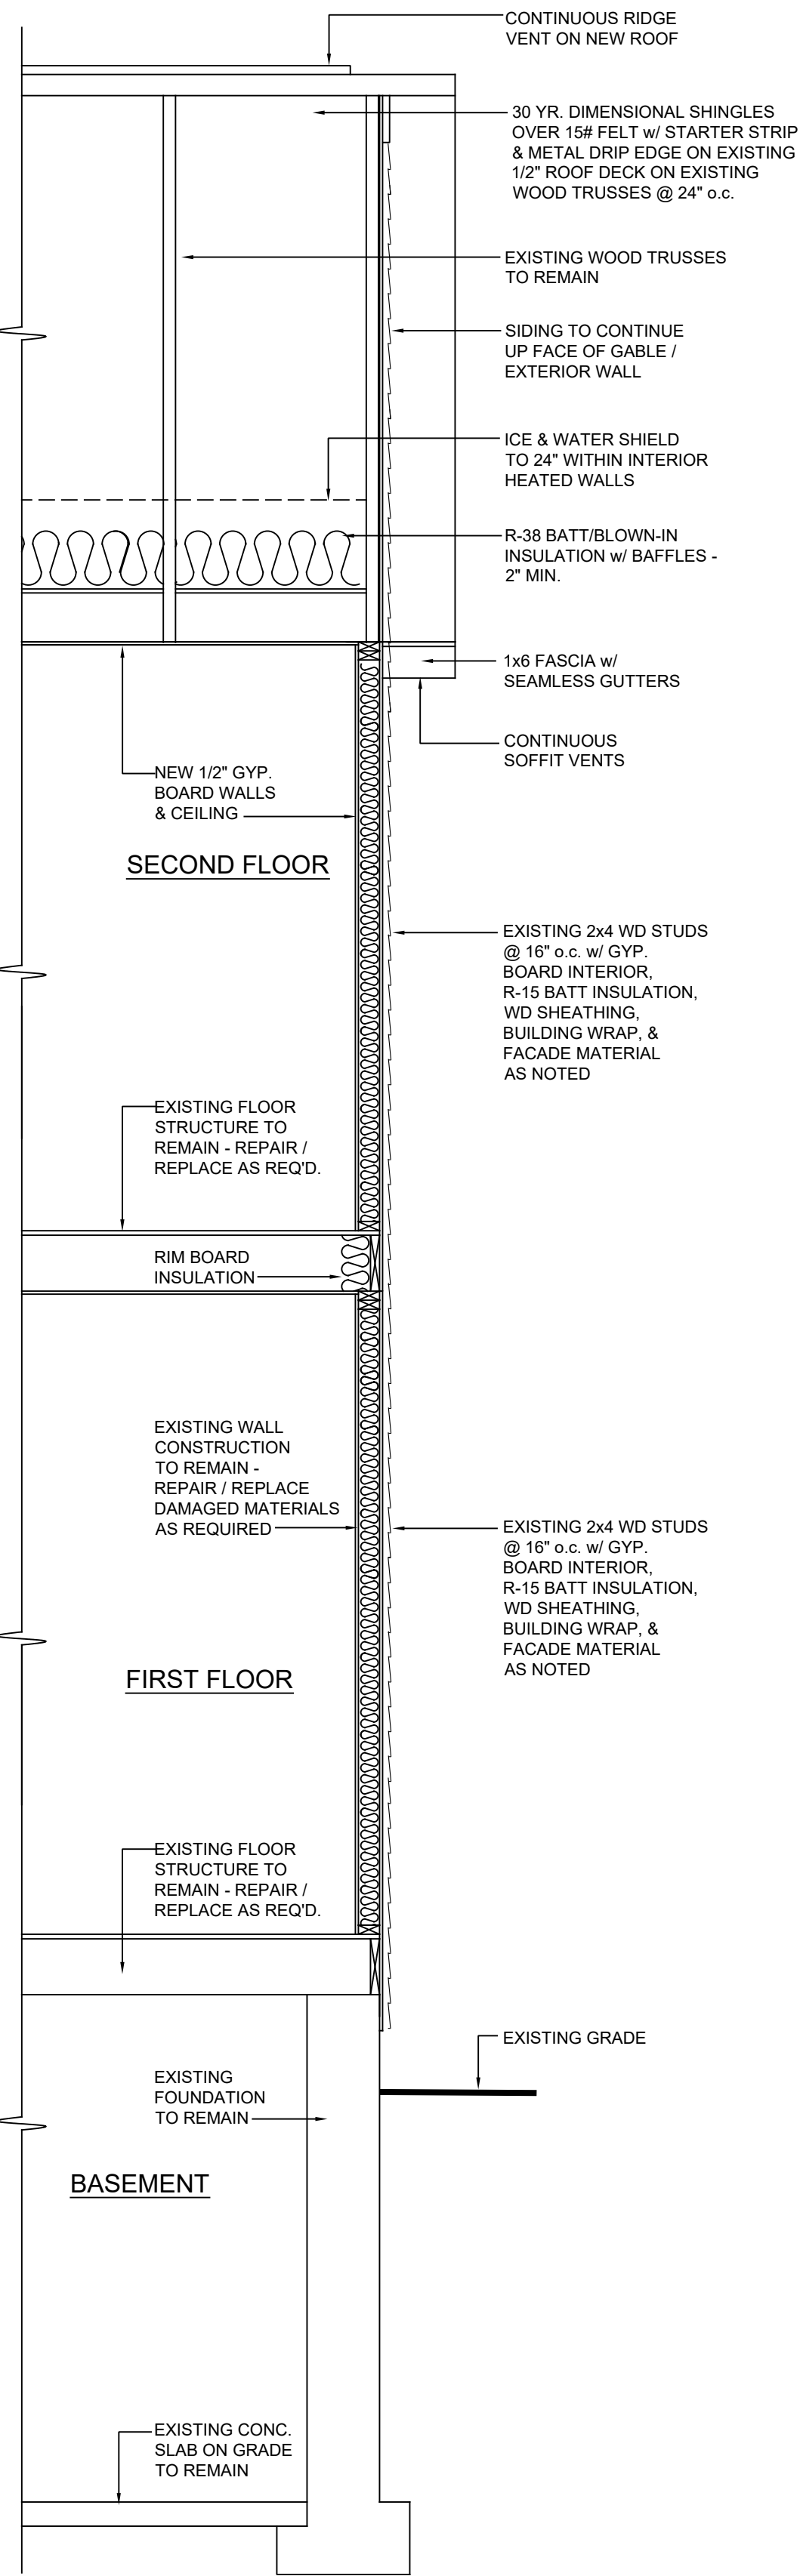 CONTINUOUS RIDGE
VENT ON NEW ROOF
30 YR. DIMENSIONAL SHINGLES
OVER 15# FELT w/ STARTER STRIP
& METAL DRIP EDGE ON EXISTING
1/2" ROOF DECK ON EXISTING
WOOD TRUSSES @ 24" o.c.
EXISTING WOOD TRUSSES
TO REMAIN
SIDING TO CONTINUE
UP FACE OF GABLE /
EXTERIOR WALL
ICE & WATER SHIELD
TO 24" WITHIN INTERIOR
HEATED WALLS
R-38 BATT/BLOWN-IN
INSULATION w/ BAFFLES -
2" MIN.
1x6 FASCIA w/
SEAMLESS GUTTERS
CONTINUOUS
SOFFIT VENTS
NEW 1/2" GYP.
BOARD WALLS
& CEILING
SECOND FLOOR
EXISTING 2x4 WD STUDS
@ 16" o.c. w/ GYP.
BOARD INTERIOR,
R-15 BATT INSULATION,
WD SHEATHING,
BUILDING WRAP, &
FACADE MATERIAL
AS NOTED
EXISTING FLOOR
STRUCTURE TO
REMAIN - REPAIR /
REPLACE AS REQ'D.
RIM BOARD
INSULATION
EXISTING WALL
CONSTRUCTION
TO REMAIN -
REPAIR / REPLACE
DAMAGED MATERIALS
AS REQUIRED
EXISTING 2x4 WD STUDS
@ 16" o.c. w/ GYP.
BOARD INTERIOR,
R-15 BATT INSULATION,
WD SHEATHING,
BUILDING WRAP, &
FACADE MATERIAL
AS NOTED
FIRST FLOOR
EXISTING FLOOR
STRUCTURE TO
REMAIN - REPAIR /
REPLACE AS REQ'D.
EXISTING GRADE
EXISTING
FOUNDATION
TO REMAIN
BASEMENT
EXISTING CONC.
SLAB ON GRADE
TO REMAIN